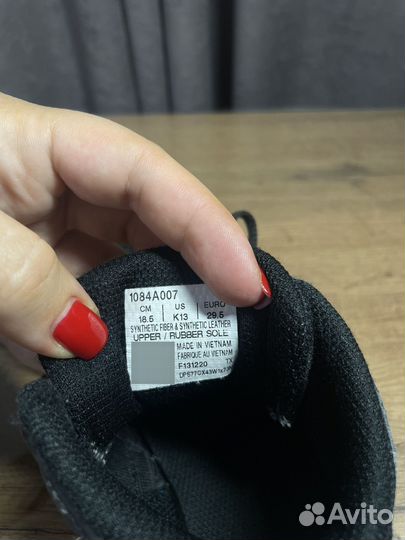 1084A007
CM US EURO
18.5 K13 29.5
SYNTHETIC FIBER & SYNTHETIC LEATHER
UPPER / RUBBER SOLE
MADE IN VIETNAM
FABRIQUE AU VIETNAM
F131220 TX
Avito